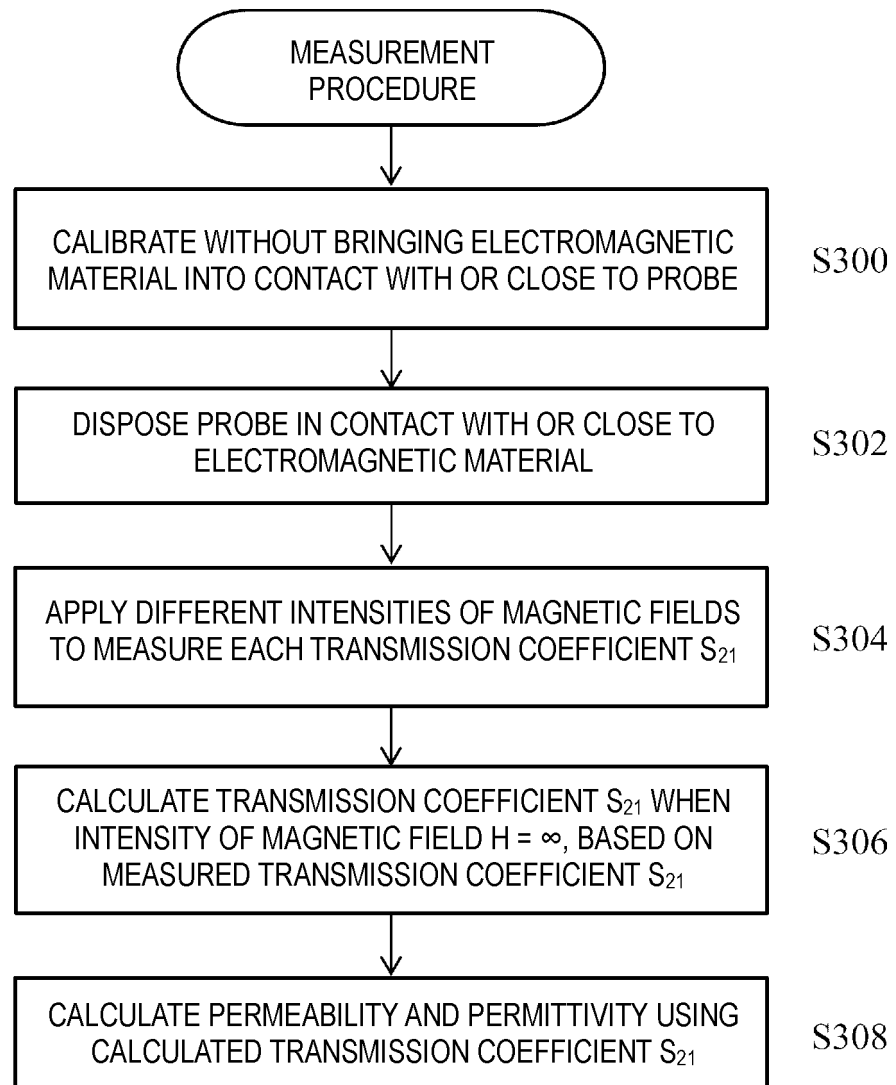 MEASUREMENT
PROCEDURE
CALIBRATE WITHOUT BRINGING ELECTROMAGNETIC
MATERIAL INTO CONTACT WITH OR CLOSE TO PROBE
S300
DISPOSE PROBE IN CONTACT WITH OR CLOSE TO
ELECTROMAGNETIC MATERIAL
S302
APPLY DIFFERENT INTENSITIES OF MAGNETIC FIELDS
TO MEASURE EACH TRANSMISSION COEFFICIENT S₂₁
S304
CALCULATE TRANSMISSION COEFFICIENT S₂₁ WHEN
INTENSITY OF MAGNETIC FIELD H = ∞, BASED ON
MEASURED TRANSMISSION COEFFICIENT S₂₁
S306
CALCULATE PERMEABILITY AND PERMITTIVITY USING
CALCULATED TRANSMISSION COEFFICIENT S₂₁
S308